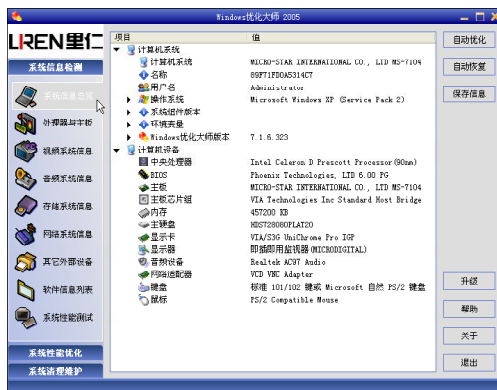 Windows优化大师 2005
LIREN里仁
系统信息检测
系统信息总览
处理器与主板
视频系统信息
音频系统信息
存储系统信息
网络系统信息
其它外部设备
软件信息列表
系统性能测试
系统性能优化
系统清理维护
项目 值
计算机系统
计算机系统 MICRO-STAR INTERNATIONAL CO., LTD MS-7104
名称 89F71FDOA5314C7
用户名 Administrator
操作系统 Microsoft Windows XP (Service Pack 2)
系统组件版本
环境变量
Windows优化大师版本 7.1.6.323
计算机设备
中央处理器 Intel Celeron D Prescott Processor(90nm)
BIOS Phoenix Technologies, LTD 6.00 PG
主板 MICRO-STAR INTERNATIONAL CO., LTD MS-7104
主板芯片组 VIA Technologies Inc Standard Host Bridge
内存 457200 KB
主硬盘 HDS728080PLAT20
显示卡 VIA/S3G UniChrome Pro IGP
显示器 即插即用监视器(MICRODIGITAL)
音频设备 Realtek AC97 Audio
网络适配器 VCD VNC Adapter
键盘 标准 101/102 键或 Microsoft 自然 PS/2 键盘
鼠标 PS/2 Compatible Mouse
自动优化
自动恢复
保存信息
升级
帮助
关于
退出